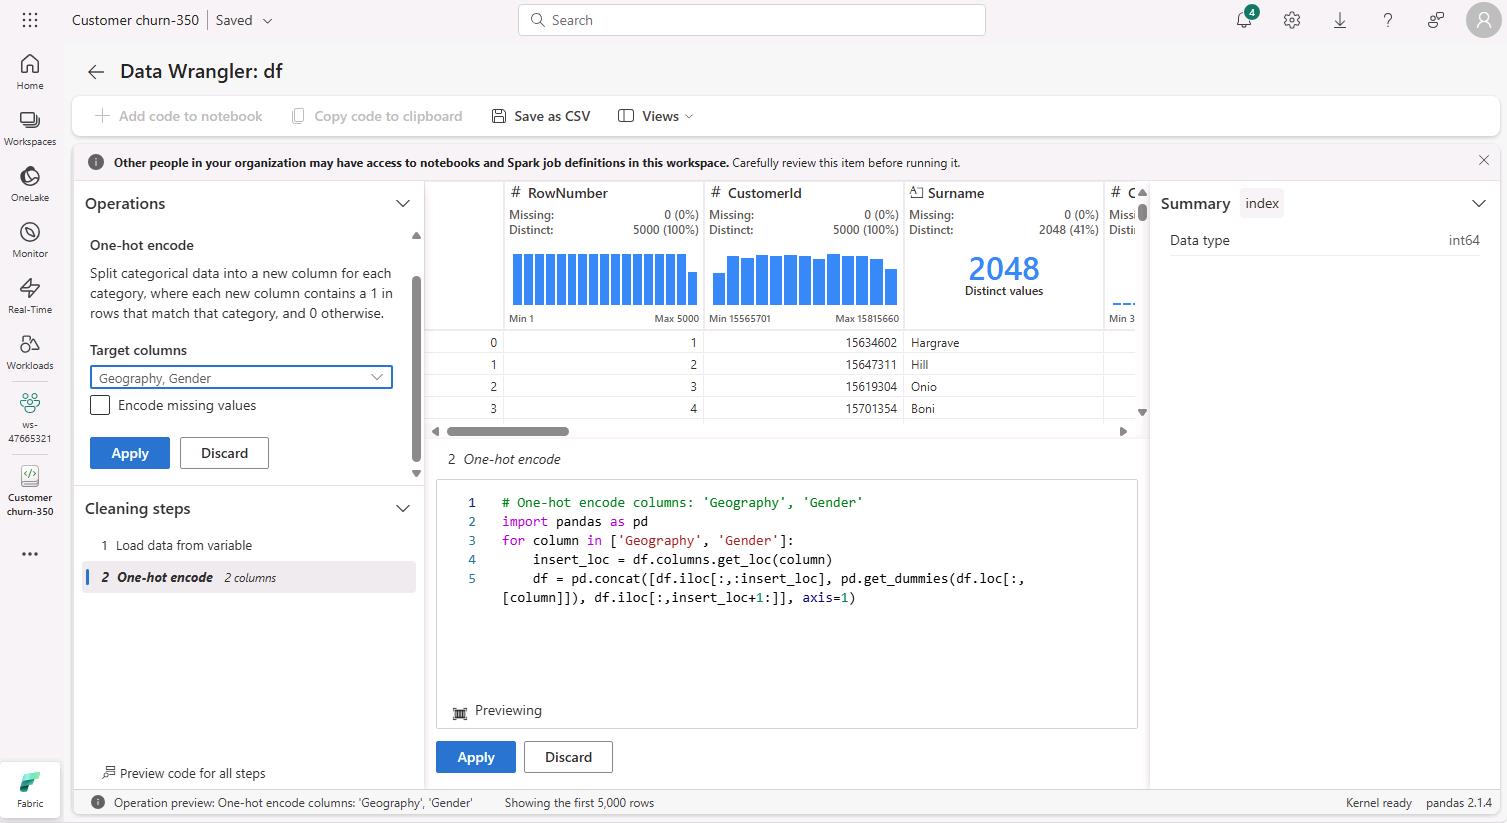 Customer churn-350
Saved
Search
4
Home
Workspaces
OneLake
Monitor
Real-Time
Workloads
ws-
47665321
Customer
churn-350
Fabric
Data Wrangler: df
Add code to notebook
Copy code to clipboard
Save as CSV
Views
Other people in your organization may have access to notebooks and Spark job definitions in this workspace. Carefully review this item before running it.
Operations
One-hot encode
Split categorical data into a new column for each
category, where each new column contains a 1 in
rows that match that category, and 0 otherwise.
Target columns
Geography, Gender
Encode missing values
Apply
Discard
Cleaning steps
1 Load data from variable
2 One-hot encode 2 columns
Preview code for all steps
# RowNumber
Missing: 0 (0%)
Distinct: 5000 (100%)
Min 1 Max 5000
# CustomerId
Missing: 0 (0%)
Distinct: 5000 (100%)
Min 15565701 Max 15815660
Surname
Missing: 0 (0%)
Distinct: 2048 (41%)
2048
Distinct values
# C
Missi
Disti
Min 3
0 1 15634602 Hargrave
1 2 15647311 Hill
2 3 15619304 Onio
3 4 15701354 Boni
2 One-hot encode
1 # One-hot encode columns: 'Geography', 'Gender'
2 import pandas as pd
3 for column in ['Geography', 'Gender']:
4 insert_loc = df.columns.get_loc(column)
5 df = pd.concat([df.iloc[:,:insert_loc], pd.get_dummies(df.loc[:,
[column]]), df.iloc[:,insert_loc+1:]], axis=1)
Previewing
Apply
Discard
Summary index
Data type int64
Operation preview: One-hot encode columns: 'Geography', 'Gender'
Showing the first 5,000 rows
Kernel ready
pandas 2.1.4